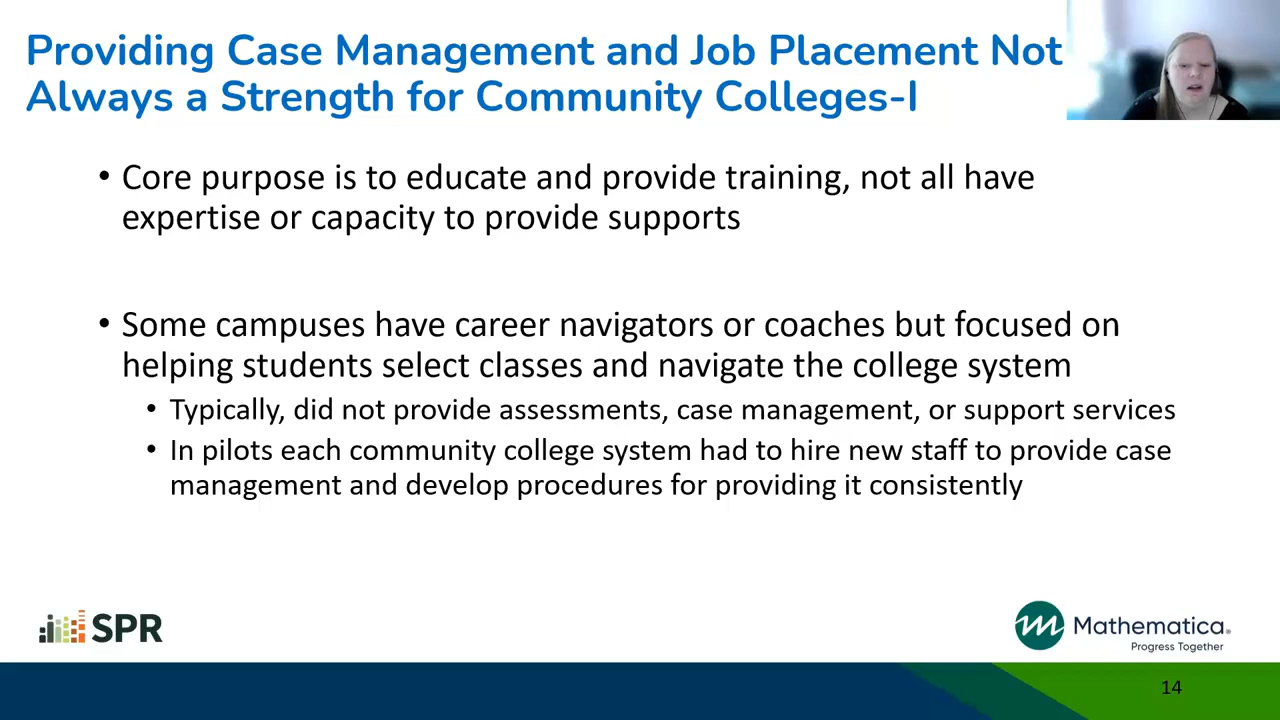 Providing Case Management and Job Placement Not
Always a Strength for Community Colleges-I
• Core purpose is to educate and provide training, not all have
expertise or capacity to provide supports
• Some campuses have career navigators or coaches but focused on
helping students select classes and navigate the college system
• Typically, did not provide assessments, case management, or support services
• In pilots each community college system had to hire new staff to provide case
management and develop procedures for providing it consistently
SPR
Mathematica®
Progress Together
14